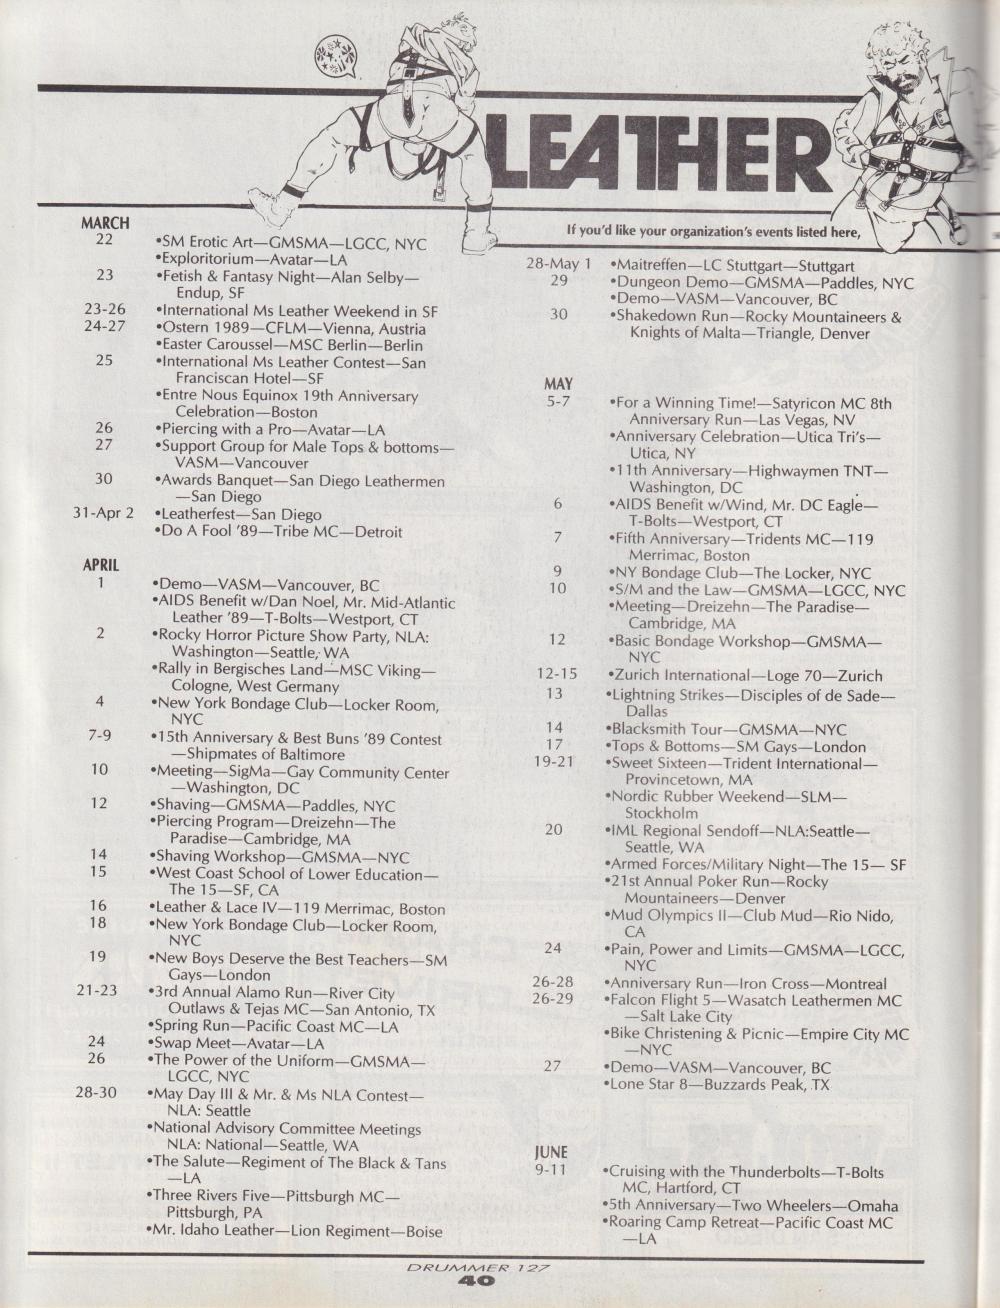 LEATHER
If you'd like your organization's events listed here,
MARCH
22 •SM Erotic Art—GMSMA—LGCC, NYC
•Exploritorium—Avatar—LA
23 •Fetish & Fantasy Night—Alan Selby—
Endup, SF
23-26 •International Ms Leather Weekend in SF
24-27 •Ostern 1989—CFLM—Vienna, Austria
•Easter Caroussel—MSC Berlin—Berlin
25 •International Ms Leather Contest—San
Franciscan Hotel—SF
•Entre Nous Equinox 19th Anniversary
Celebration—Boston
26 •Piercing with a Pro—Avatar—LA
27 •Support Group for Male Tops & bottoms—
VASM—Vancouver
30 •Awards Banquet—San Diego Leathermen
—San Diego
31-Apr 2 •Leatherfest—San Diego
•Do A Fool '89—Tribe MC—Detroit
APRIL
1 •Demo—VASM—Vancouver, BC
•AIDS Benefit w/Dan Noel, Mr. Mid-Atlantic
Leather '89—T-Bolts—Westport, CT
2 •Rocky Horror Picture Show Party, NLA:
Washington—Seattle, WA
•Rally in Bergisches Land—MSC Viking—
Cologne, West Germany
4 •New York Bondage Club—Locker Room,
NYC
7-9 •15th Anniversary & Best Buns '89 Contest
—Shipmates of Baltimore
10 •Meeting—SigMa—Gay Community Center
—Washington, DC
12 •Shaving—GMSMA—Paddles, NYC
•Piercing Program—Dreizehn—The
Paradise—Cambridge, MA
14 •Shaving Workshop—GMSMA—NYC
15 •West Coast School of Lower Education—
The 15—SF, CA
16 •Leather & Lace IV—119 Merrimac, Boston
18 •New York Bondage Club—Locker Room,
NYC
19 •New Boys Deserve the Best Teachers—SM
Gays—London
21-23 •3rd Annual Alamo Run—River City
Outlaws & Tejas MC—San Antonio, TX
•Spring Run—Pacific Coast MC—LA
24 •Swap Meet—Avatar—LA
26 •The Power of the Uniform—GMSMA—
LGCC, NYC
28-30 •May Day III & Mr. & Ms NLA Contest—
NLA: Seattle
•National Advisory Committee Meetings
NLA: National—Seattle, WA
•The Salute—Regiment of The Black & Tans
—LA
•Three Rivers Five—Pittsburgh MC—
Pittsburgh, PA
•Mr. Idaho Leather—Lion Regiment—Boise
28-May 1 •Maitreffen—LC Stuttgart—Stuttgart
29 •Dungeon Demo—GMSMA—Paddles, NYC
•Demo—VASM—Vancouver, BC
30 •Shakedown Run—Rocky Mountaineers &
Knights of Malta—Triangle, Denver
MAY
5-7 •For a Winning Time!—Satyricon MC 8th
Anniversary Run—Las Vegas, NV
•Anniversary Celebration—Utica Tri's—
Utica, NY
•11th Anniversary—Highwaymen TNT—
Washington, DC
6 •AIDS Benefit w/Wind, Mr. DC Eagle—
T-Bolts—Westport, CT
7 •Fifth Anniversary—Tridents MC—119
Merrimac, Boston
9 •NY Bondage Club—The Locker, NYC
10 •S/M and the Law—GMSMA—LGCC, NYC
•Meeting—Dreizehn—The Paradise—
Cambridge, MA
12 •Basic Bondage Workshop—GMSMA—
NYC
12-15 •Zurich International—Loge 70—Zurich
13 •Lightning Strikes—Disciples of de Sade—
Dallas
14 •Blacksmith Tour—GMSMA—NYC
17 •Tops & Bottoms—SM Gays—London
19-21 •Sweet Sixteen—Trident International—
Provincetown, MA
•Nordic Rubber Weekend—SLM—
Stockholm
20 •IML Regional Sendoff—NLA:Seattle—
Seattle, WA
•Armed Forces/Military Night—The 15— SF
•21st Annual Poker Run—Rocky
Mountaineers—Denver
•Mud Olympics II—Club Mud—Rio Nido,
CA
24 •Pain, Power and Limits—GMSMA—LGCC,
NYC
26-28 •Anniversary Run—Iron Cross—Montreal
26-29 •Falcon Flight 5—Wasatch Leathermen MC
—Salt Lake City
•Bike Christening & Picnic—Empire City MC
—NYC
27 •Demo—VASM—Vancouver, BC
•Lone Star 8—Buzzards Peak, TX
JUNE
9-11 •Cruising with the Thunderbolts—T-Bolts
MC, Hartford, CT
•5th Anniversary—Two Wheelers—Omaha
•Roaring Camp Retreat—Pacific Coast MC
—LA
DRUMMER 127
40